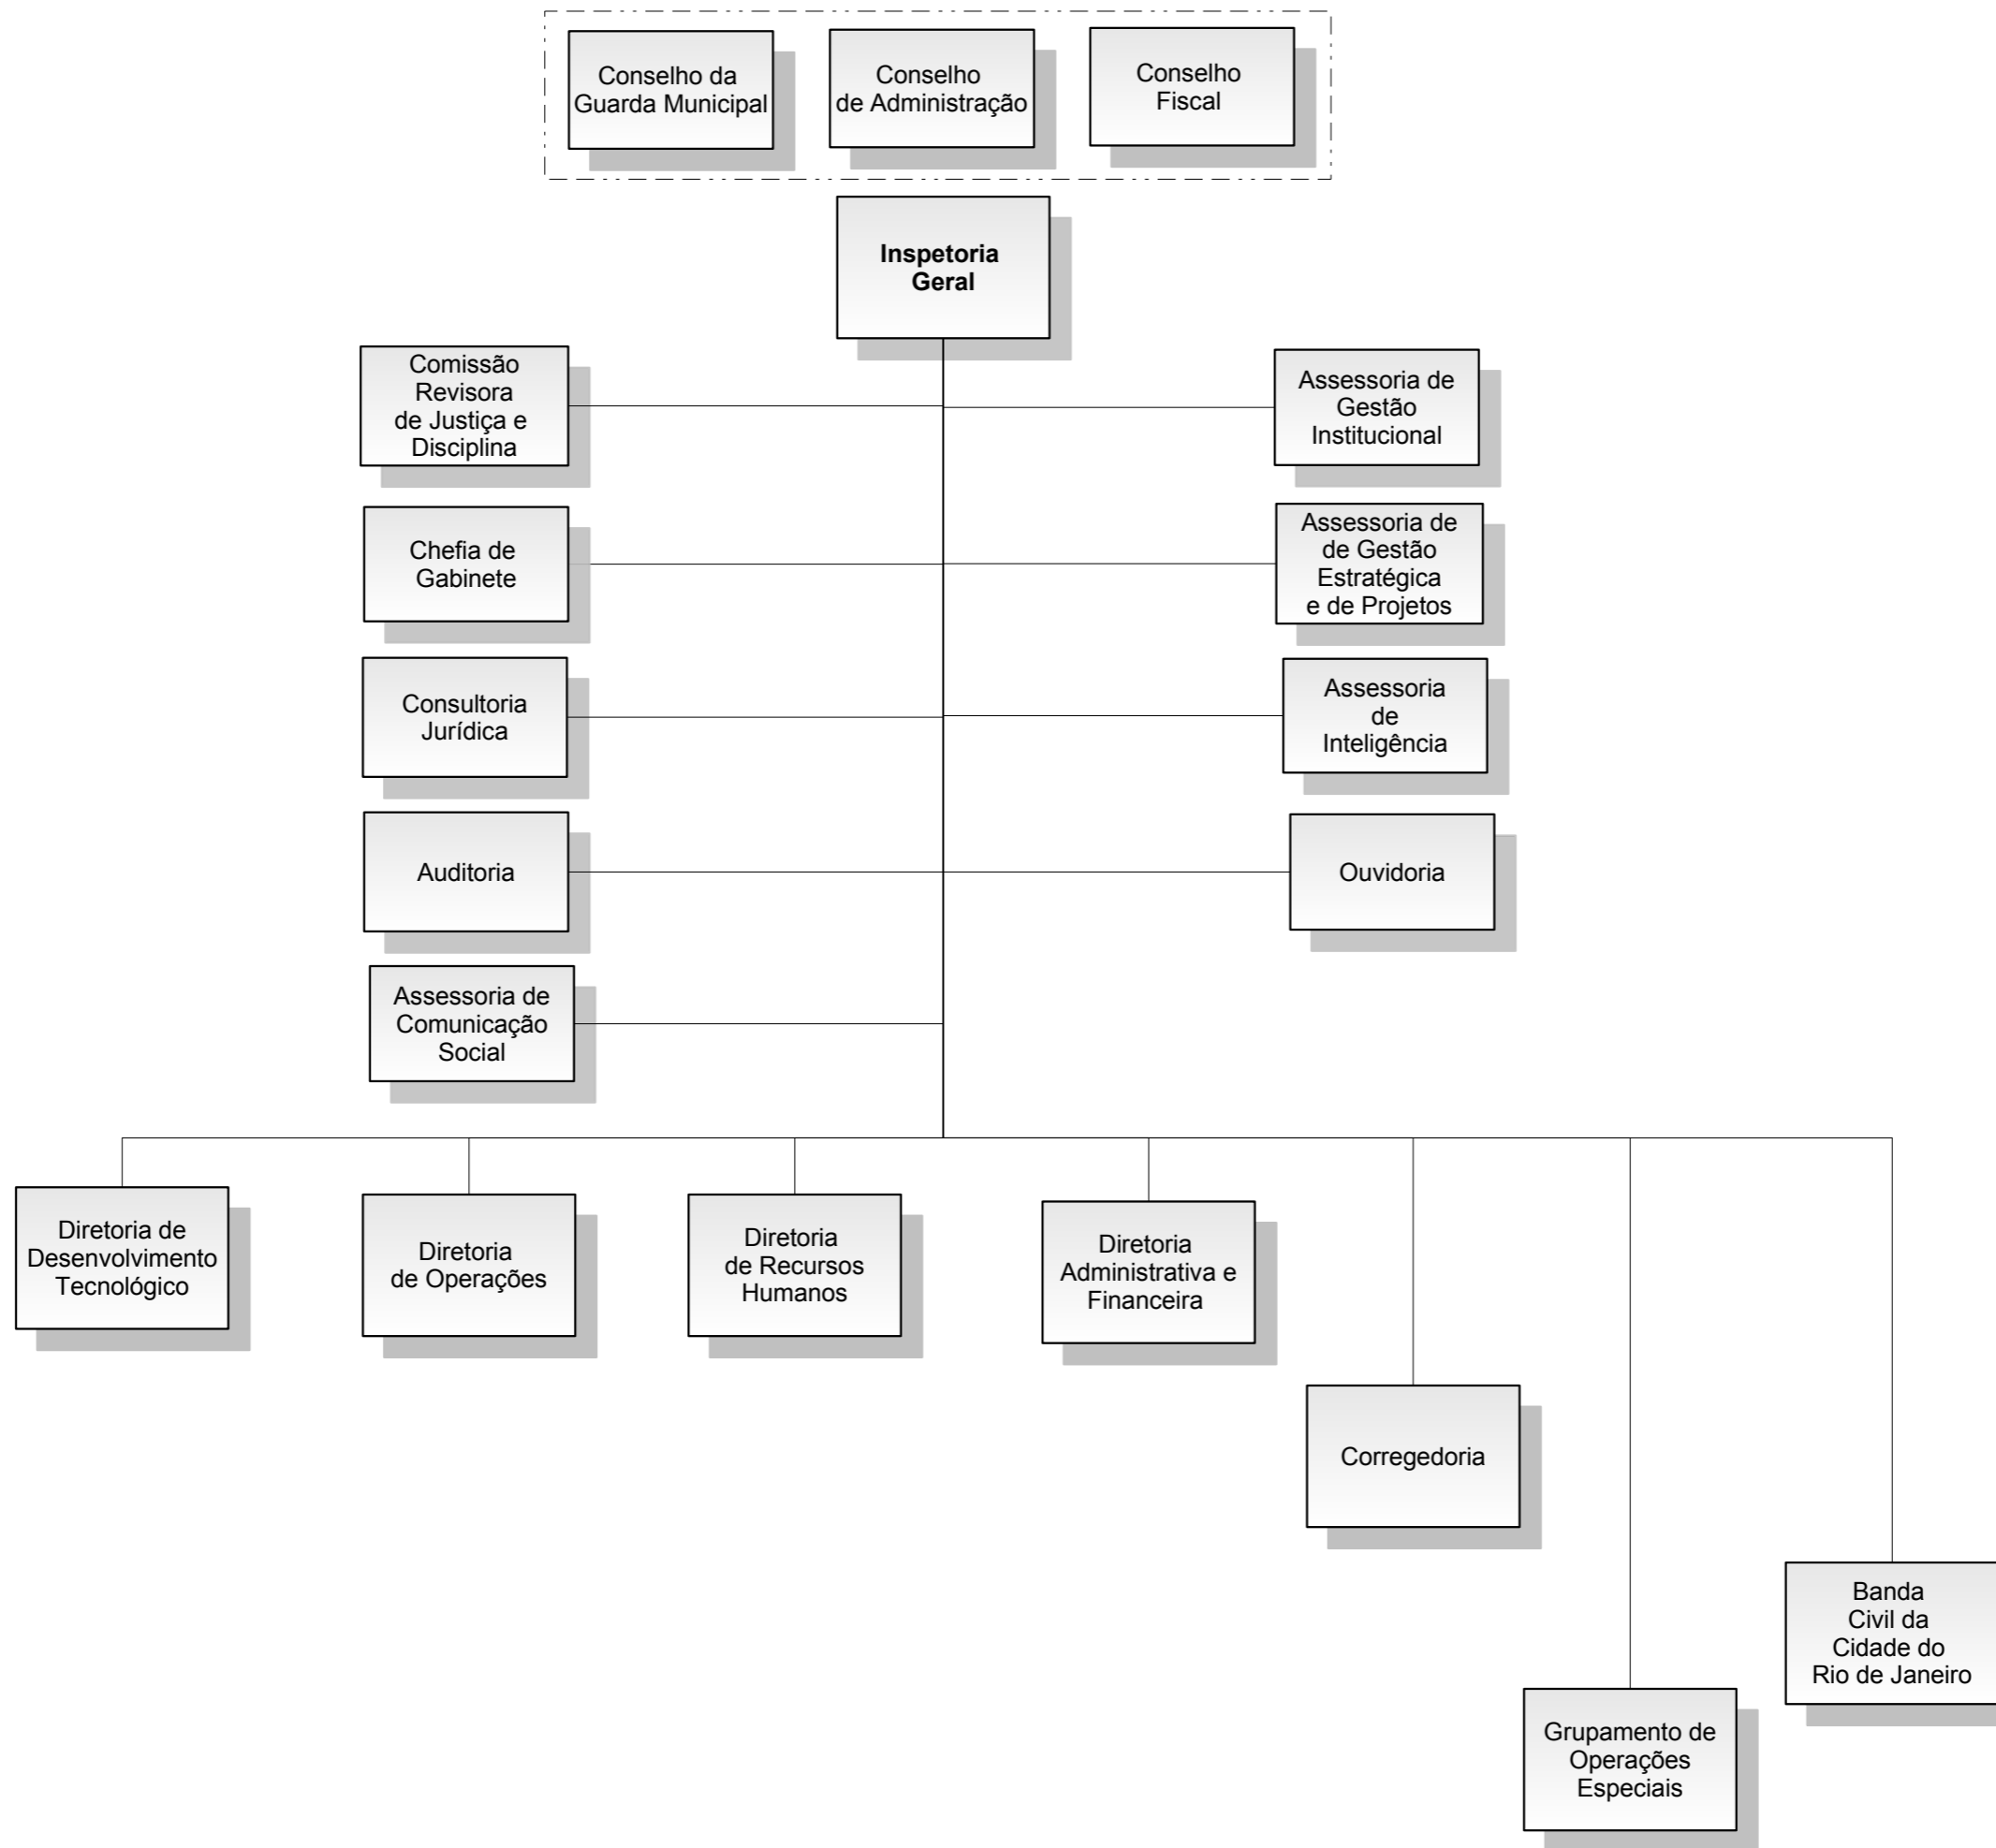 Conselho da
Guarda Municipal
Conselho
de Administração
Conselho
Fiscal
Inspetoria
Geral
Comissão
Revisora
de Justiça e
Disciplina
Assessoria de
Gestão
Institucional
Chefia de
Gabinete
Assessoria de
de Gestão
Estratégica
e de Projetos
Consultoria
Jurídica
Assessoria
de
Inteligência
Auditoria
Ouvidoria
Assessoria de
Comunicação
Social
Diretoria de
Desenvolvimento
Tecnológico
Diretoria
de Operações
Diretoria
de Recursos
Humanos
Diretoria
Administrativa e
Financeira
Corregedoria
Banda
Civil da
Cidade do
Rio de Janeiro
Grupamento de
Operações
Especiais